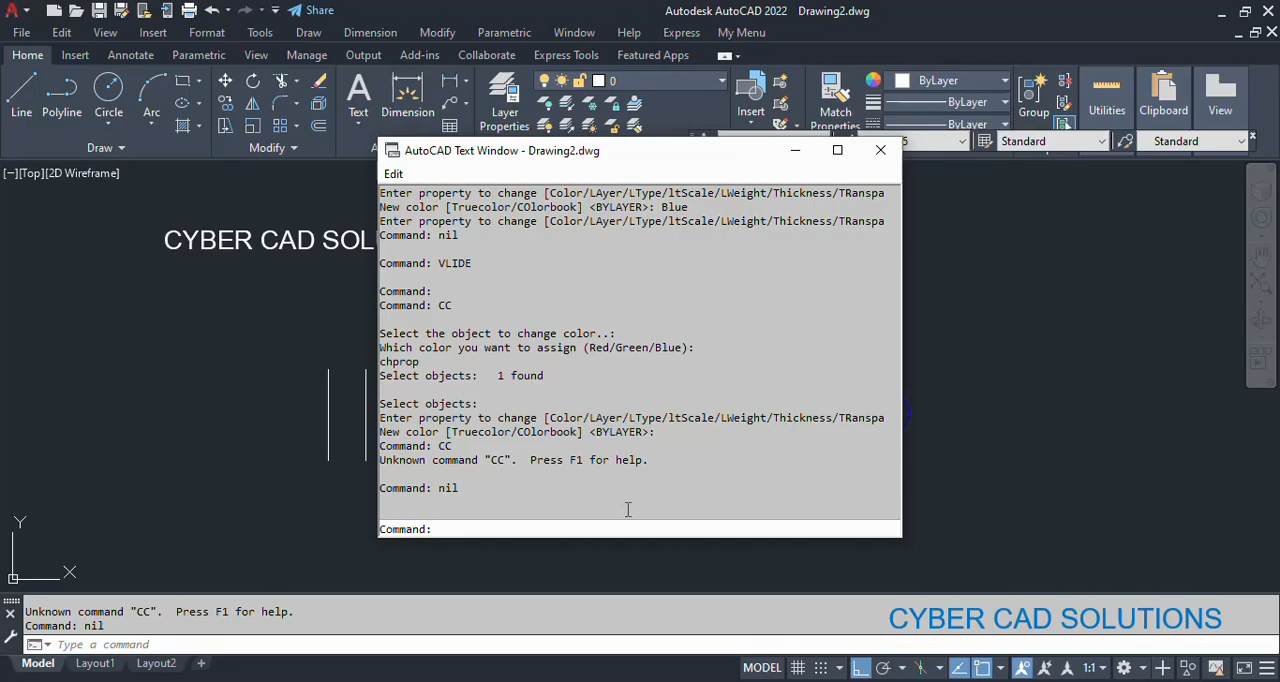 Share
Autodesk AutoCAD 2022 Drawing2.dwg
File Edit View Insert Format Tools Draw Dimension Modify Parametric Window Help Express My Menu
Home Insert Annotate Parametric View Manage Output Add-ins Collaborate Express Tools Featured Apps
0
ByLayer
ByLayer
ByLayer
Line Polyline Circle Arc
Text Dimension
Layer
Properties
Insert
Match
Properties
Group
Utilities
Clipboard
View
Draw
Modify
Standard
Standard
AutoCAD Text Window - Drawing2.dwg
Edit
[−][Top][2D Wireframe]
CYBER CAD SOLU
Enter property to change [Color/LAyer/LType/ltScale/LWeight/Thickness/TRanspa
New color [Truecolor/COlorbook] <BYLAYER>: Blue
Enter property to change [Color/LAyer/LType/ltScale/LWeight/Thickness/TRanspa
Command: nil
Command: VLIDE
Command:
Command: CC
Select the object to change color..:
Which color you want to assign (Red/Green/Blue):
chprop
Select objects:   1 found
Select objects:
Enter property to change [Color/LAyer/LType/ltScale/LWeight/Thickness/TRanspa
New color [Truecolor/COlorbook] <BYLAYER>:
Command: CC
Unknown command "CC".  Press F1 for help.
Command: nil
Command:
Y
X
Unknown command "CC".  Press F1 for help.
Command: nil
CYBER CAD SOLUTIONS
Type a command
Model Layout1 Layout2 +
MODEL
1:1